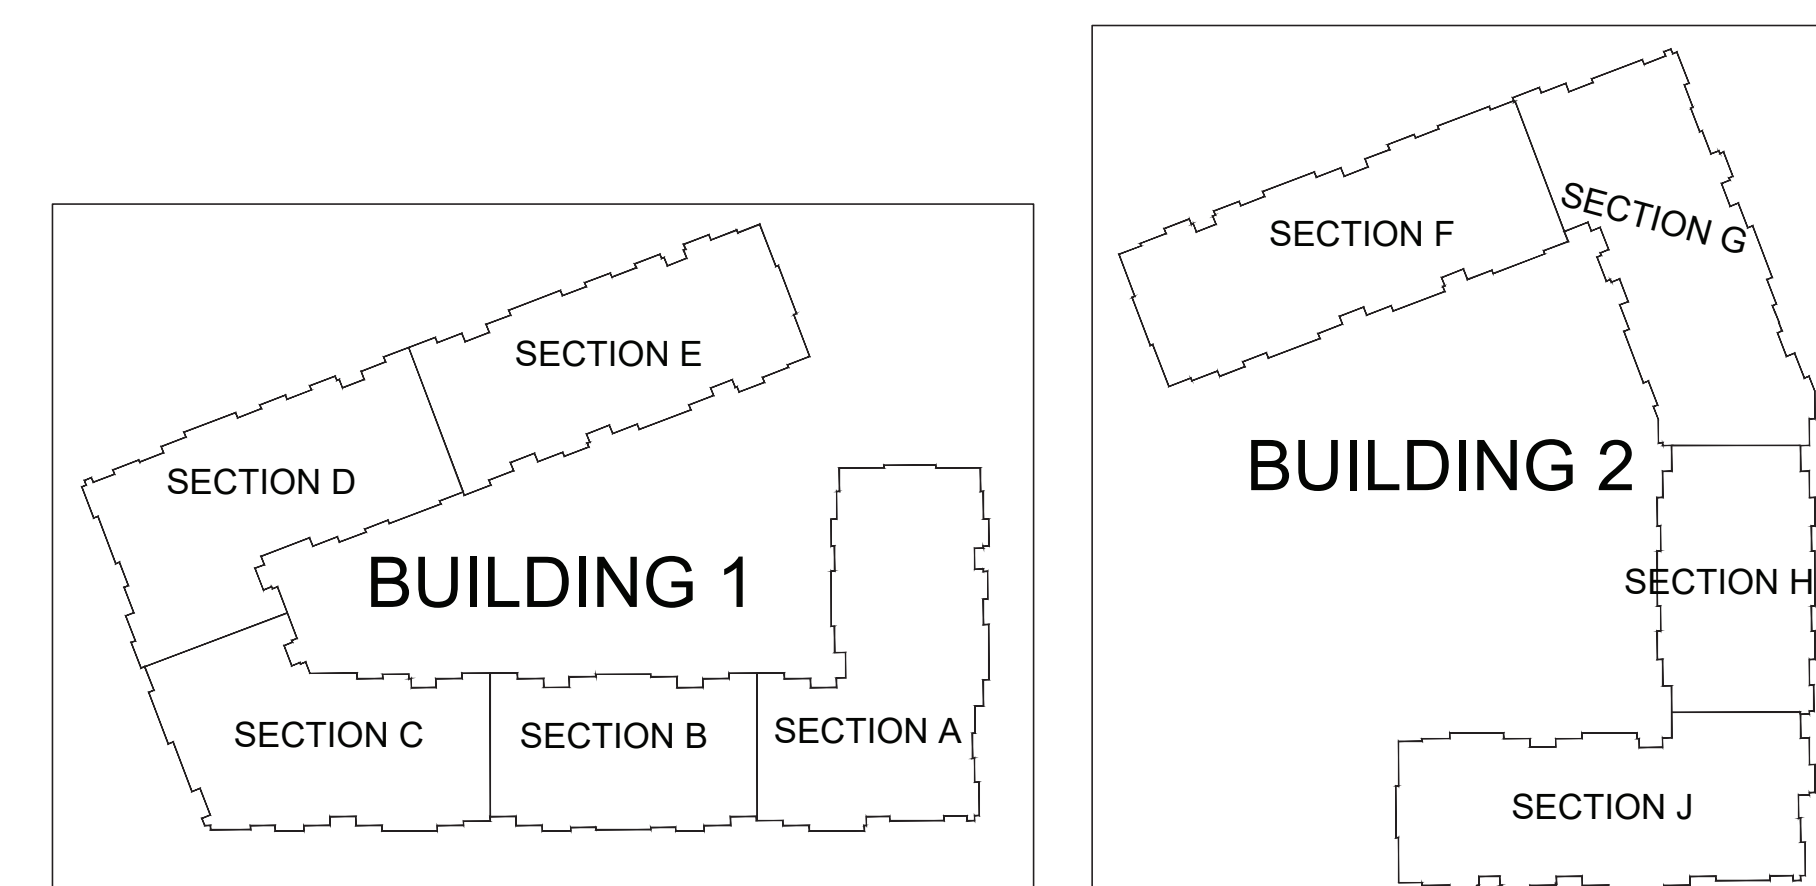 SECTION E
SECTION D
BUILDING 1
SECTION C
SECTION B
SECTION A
SECTION F
SECTION G
BUILDING 2
SECTION H
SECTION J